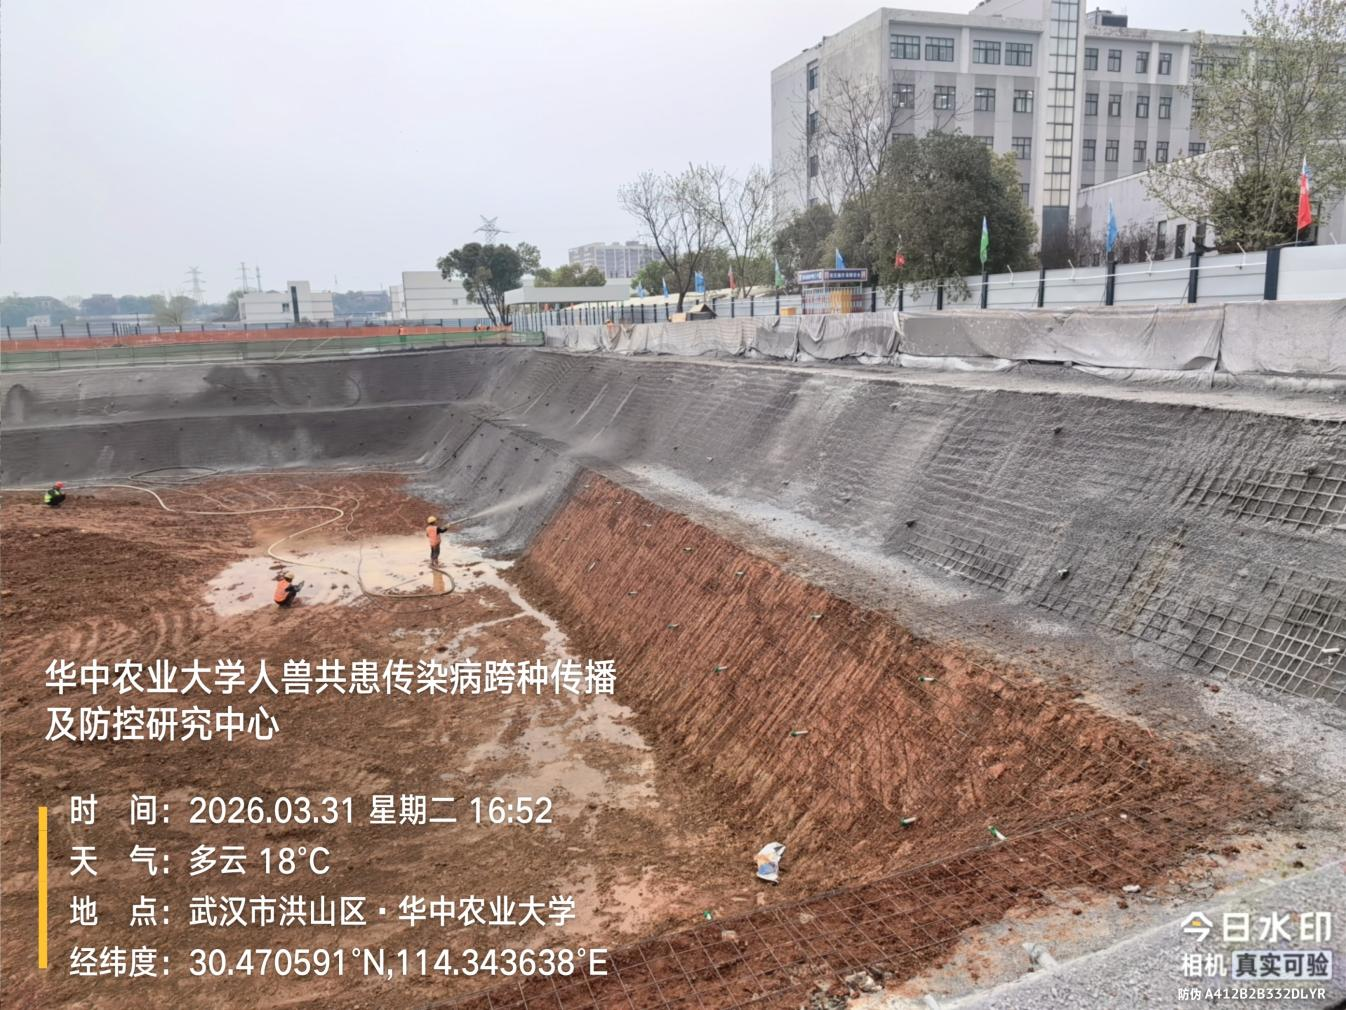 华中农业大学人兽共患传染病跨种传播
及防控研究中心
时 间：2026.03.31 星期二 16:52
天 气：多云 18°C
地 点：武汉市洪山区·华中农业大学
经纬度：30.470591°N,114.343638°E
今日水印
相机 真实可验
防伪 A412B2B332DLYR